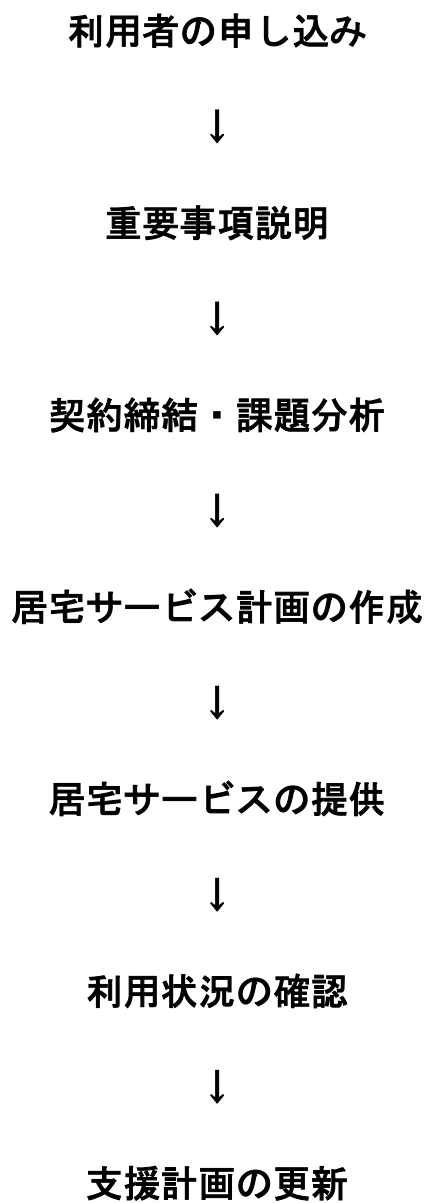 利用者の申し込み
↓
重要事項説明
↓
契約締結・課題分析
↓
居宅サービス計画の作成
↓
居宅サービスの提供
↓
利用状況の確認
↓
支援計画の更新